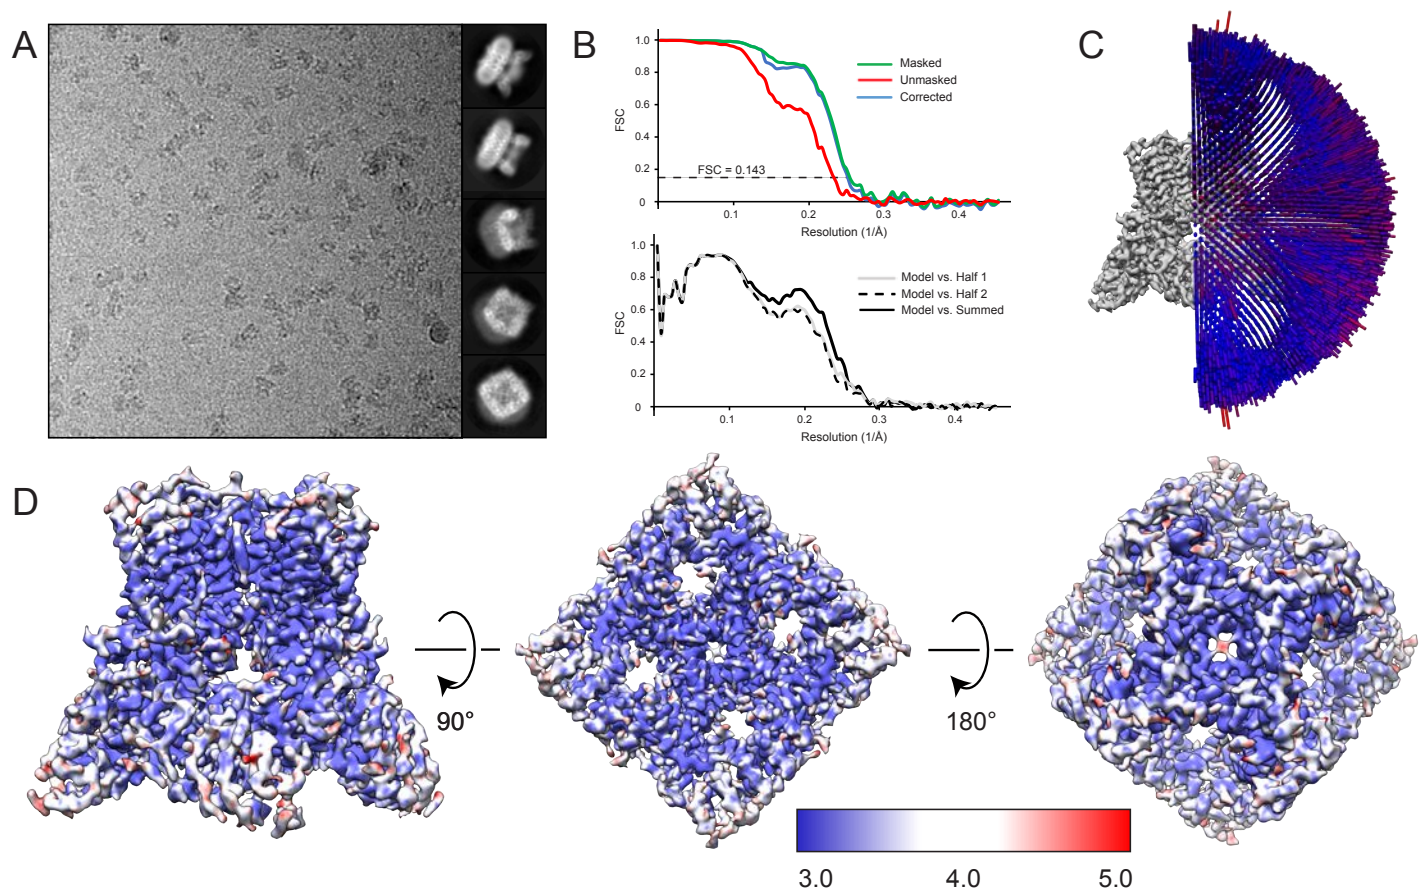 A
B
C
1.0
0.8
0.6
0.4
0.2
0
FSC
Masked
Unmasked
Corrected
FSC = 0.143
0.1
0.2
0.3
0.4
Resolution (1/Å)
1.0
0.8
0.6
0.4
0.2
0
FSC
Model vs. Half 1
Model vs. Half 2
Model vs. Summed
0.1
0.2
0.3
0.4
Resolution (1/Å)
D
90°
180°
3.0
4.0
5.0